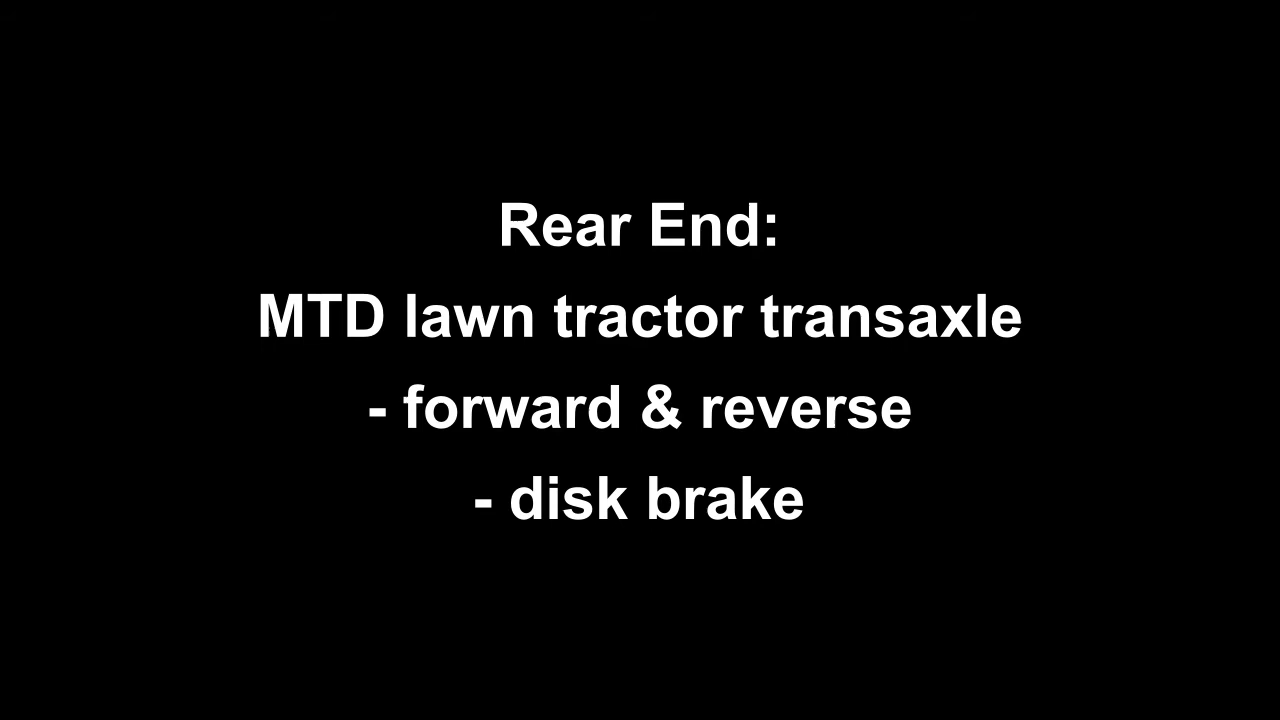 Rear End:
MTD lawn tractor transaxle
- forward & reverse
- disk brake